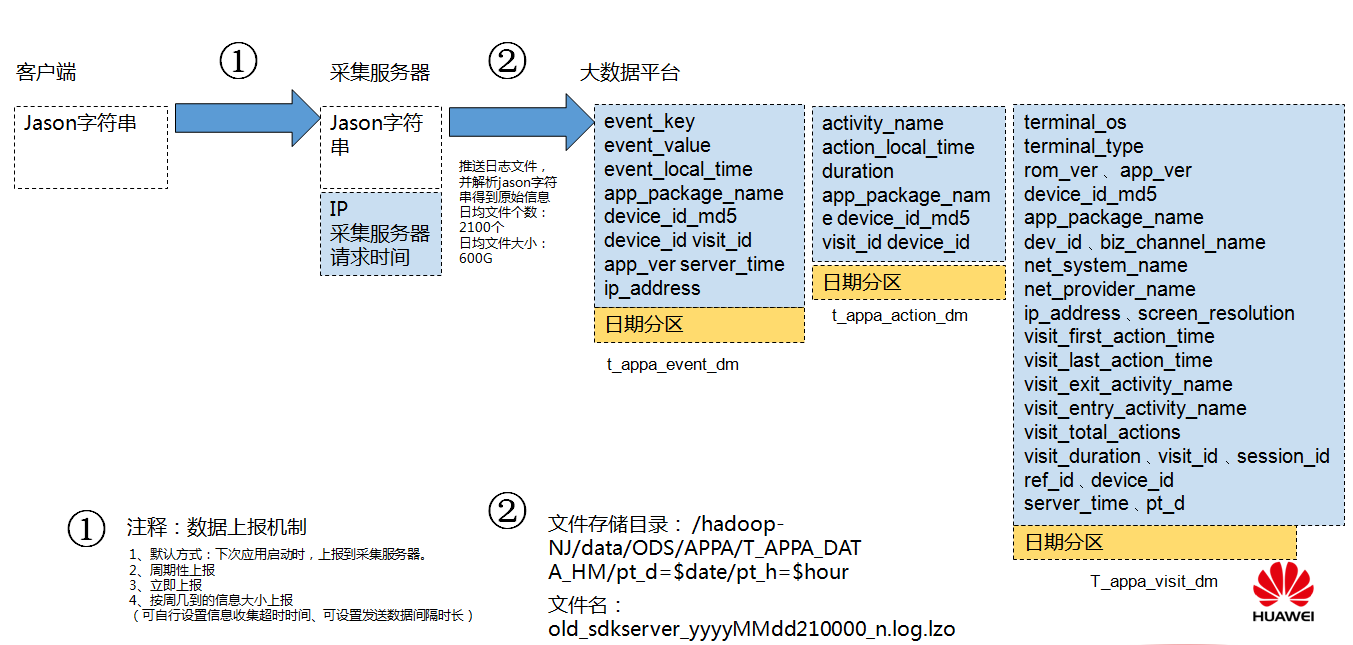 ①
②
客户端
采集服务器
大数据平台
Jason字符串
Jason字符
串
IP
采集服务器
请求时间
推送日志文件，
并解析jason字符
串得到原始信息
日均文件个数：
2100个
日均文件大小：
600G
event_key
event_value
event_local_time
app_package_name
device_id_md5
device_id visit_id
app_ver server_time
ip_address
日期分区
t_appa_event_dm
activity_name
action_local_time
duration
app_package_nam
e device_id_md5
visit_id device_id
日期分区
t_appa_action_dm
terminal_os
terminal_type
rom_ver、app_ver
device_id_md5
app_package_name
dev_id、biz_channel_name
net_system_name
net_provider_name
ip_address、screen_resolution
visit_first_action_time
visit_last_action_time
visit_exit_activity_name
visit_entry_activity_name
visit_total_actions
visit_duration、visit_id、session_id
ref_id、device_id
server_time、pt_d
日期分区
T_appa_visit_dm
①
注释：数据上报机制
1、默认方式：下次应用启动时，上报到采集服务器。
2、周期性上报
3、立即上报
4、按周几到的信息大小上报
（可自行设置信息收集超时时间、可设置发送数据间隔时长）
②
文件存储目录： /hadoop-
NJ/data/ODS/APPA/T_APPA_DAT
A_HM/pt_d=$date/pt_h=$hour
文件名：
old_sdkserver_yyyyMMdd210000_n.log.lzo
HUAWEI